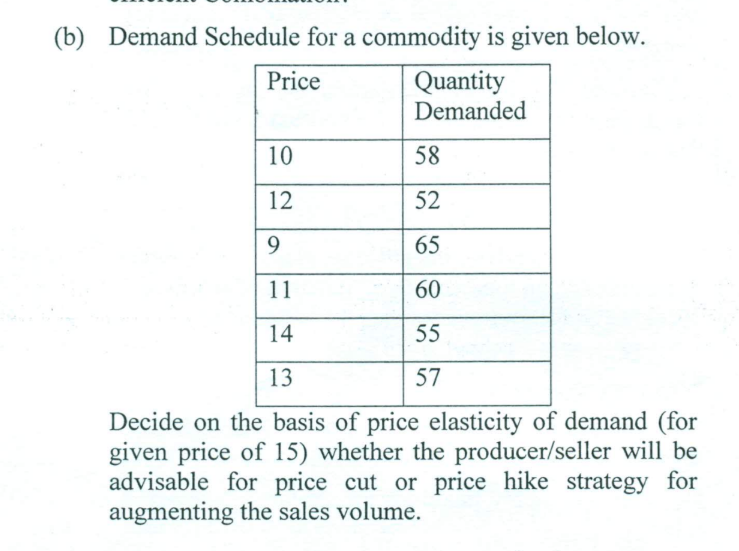 (b) Demand Schedule for a commodity is given below.
Price Quantity
Demanded
10 58
12 52
9 65
11 60
14 55
13 57
Decide on the basis of price elasticity of demand (for
given price of 15) whether the producer/seller will be
advisable for price cut or price hike strategy for
augmenting the sales volume.